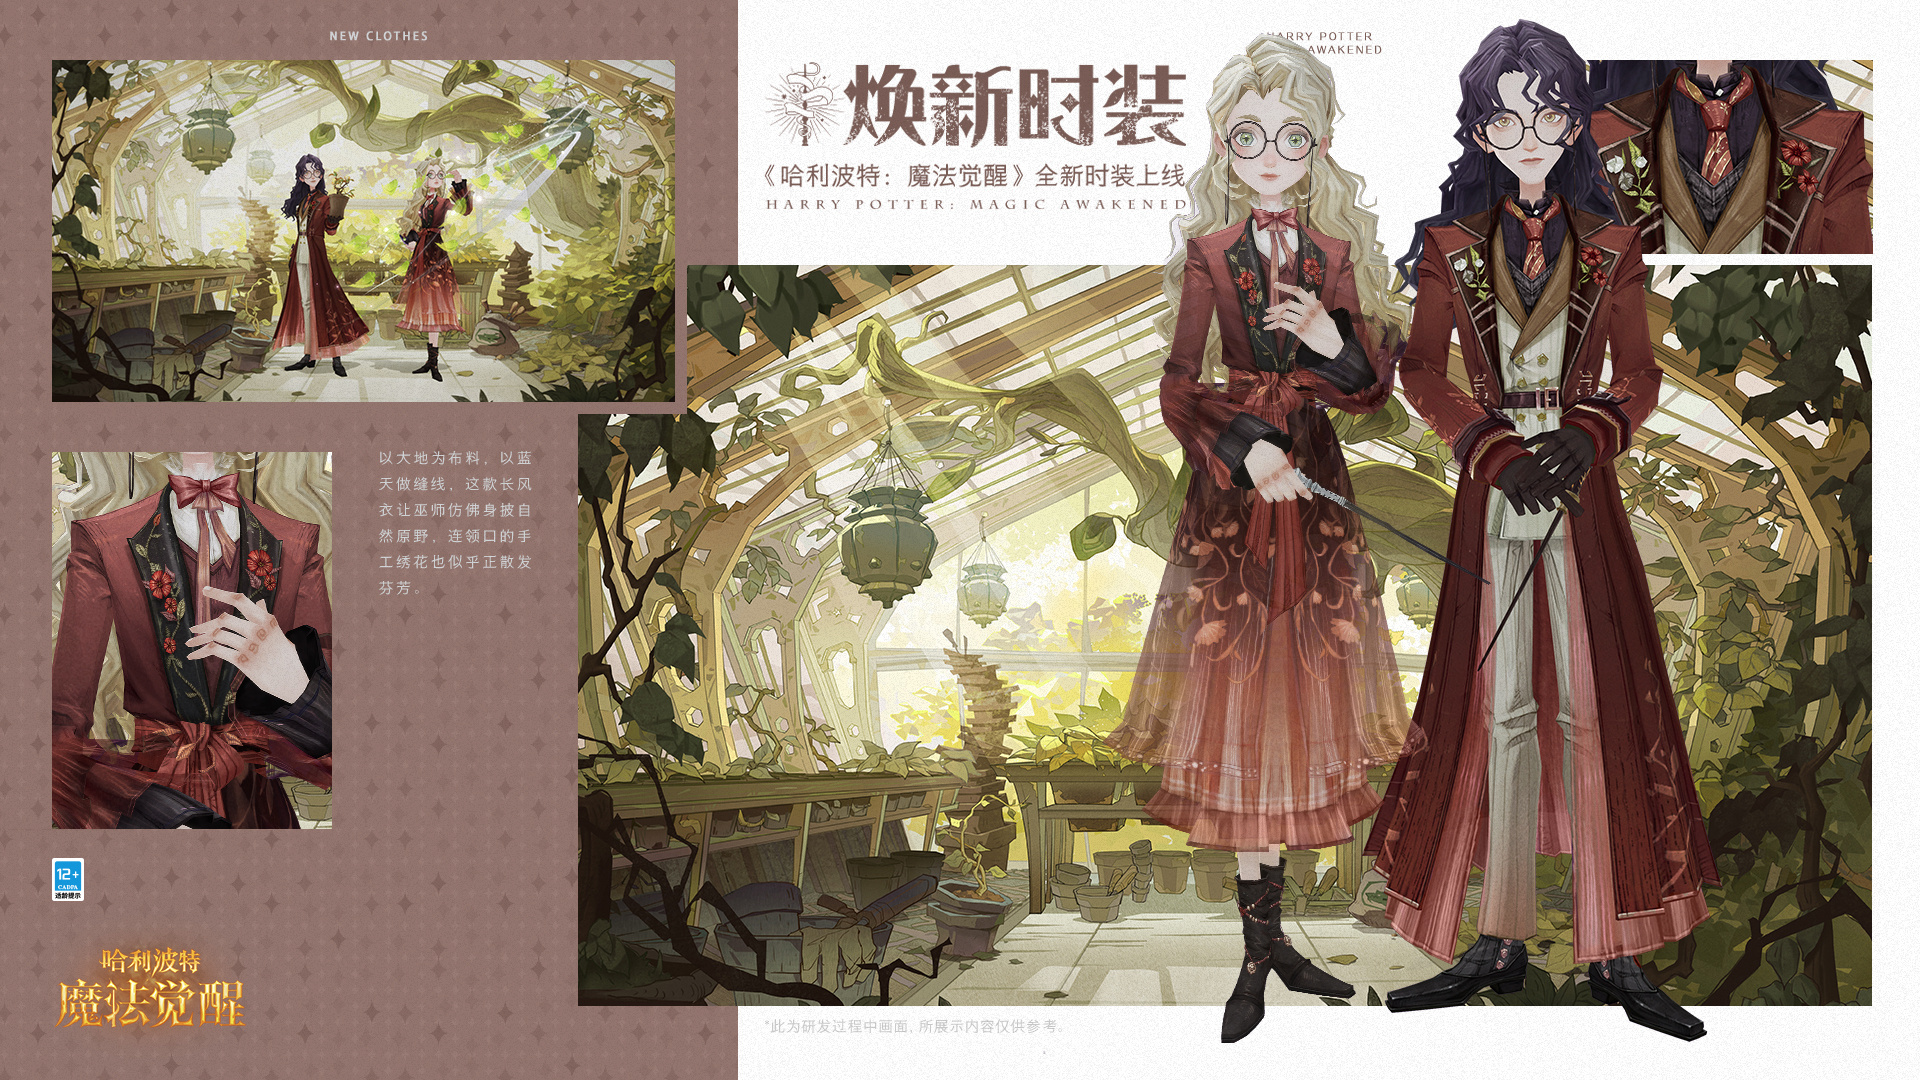 NEW CLOTHES
HARRY POTTER
AWAKENED
焕新时装
《哈利波特：魔法觉醒》全新时装上线
HARRY POTTER: MAGIC AWAKENED
以大地为布料，以蓝
天做缝线，这款长风
衣让巫师仿佛身披自
然原野，连领口的手
工绣花也似乎正散发
芬芳。
12+
CADPA
适龄提示
哈利波特
魔法觉醒
*此为研发过程中画面，所展示内容仅供参考。